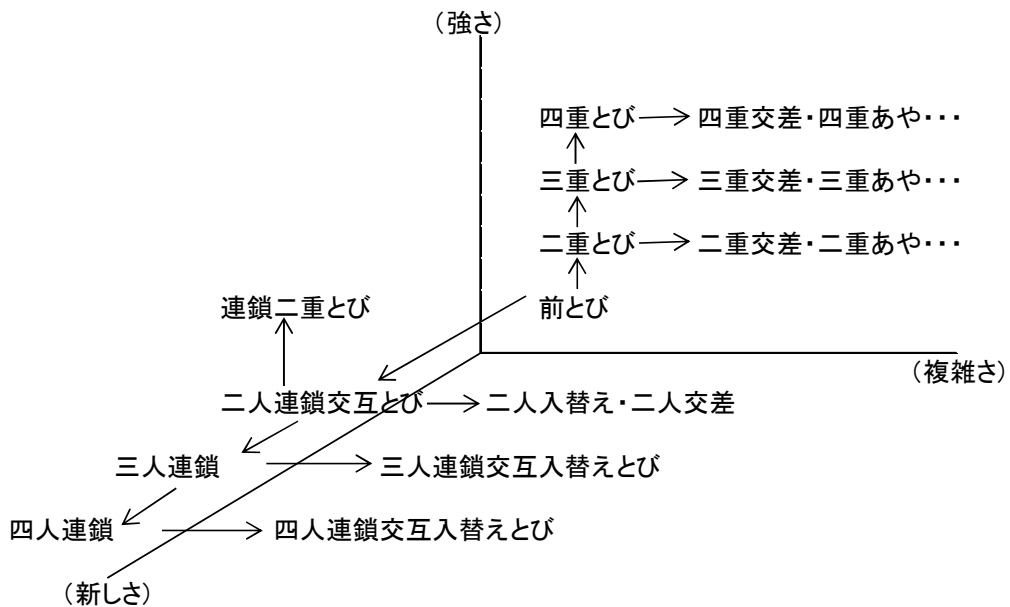 (強さ)
四重とび 四重交差・四重あや・・・
三重とび 三重交差・三重あや・・・
二重とび 二重交差・二重あや・・・
連鎖二重とび 前とび
(複雑さ)
二人連鎖交互とび 二人入替え・二人交差
三人連鎖 三人連鎖交互入替えとび
四人連鎖 四人連鎖交互入替えとび
(新しさ)